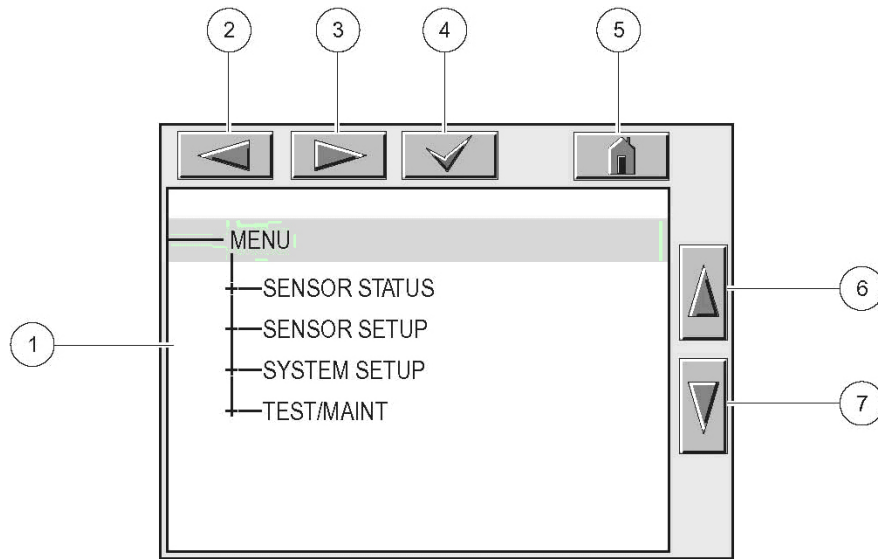 2 3 4 5
MENU
SENSOR STATUS
6
SENSOR SETUP
1
SYSTEM SETUP
TEST/MAINT
7